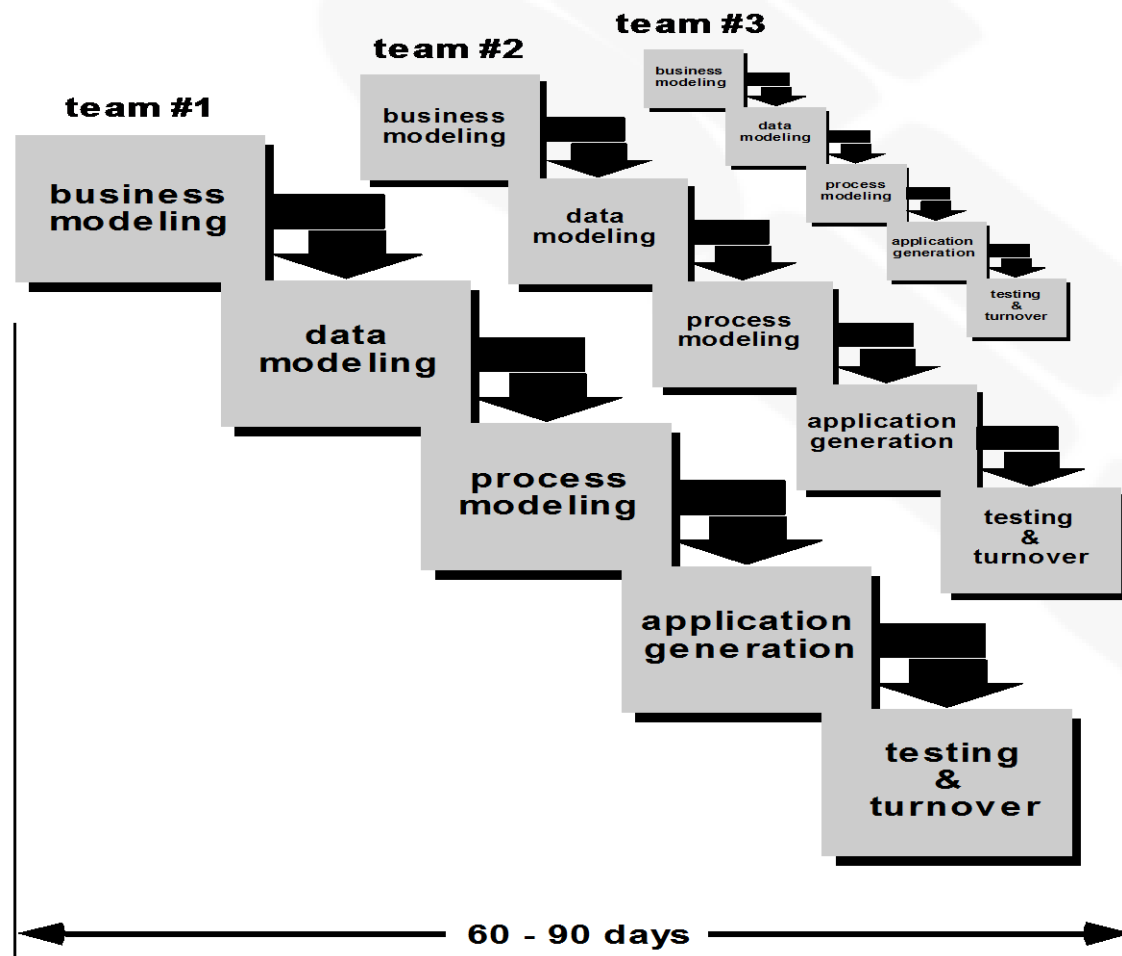 team #1
business
modeling
data
modeling
process
modeling
application
generation
testing
&
turnover
team #2
business
modeling
data
modeling
process
modeling
application
generation
testing
&
turnover
team #3
business
modeling
data
modeling
process
modeling
application
generation
testing
&
turnover
60 - 90 days